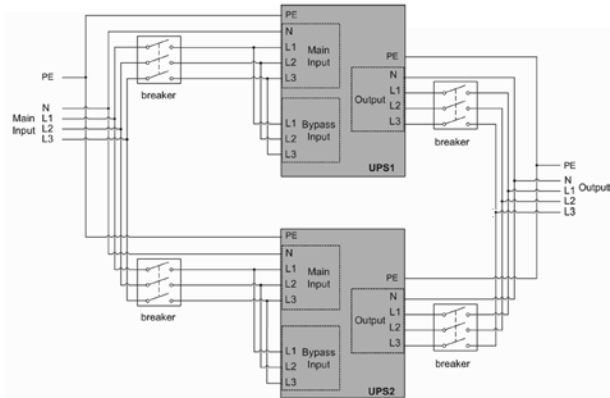 PE
N
L1
L2
L3
Main
Input
Bypass
Input
L1
L2
L3
UPS1
PE
N
L1
L2
L3
Output
breaker
breaker
PE
N
Main
L1
Input
L2
L3
PE
N
L1
Output
L2
L3
PE
N
L1
L2
L3
Main
Input
Bypass
Input
L1
L2
L3
UPS2
PE
N
L1
L2
L3
Output
breaker
breaker